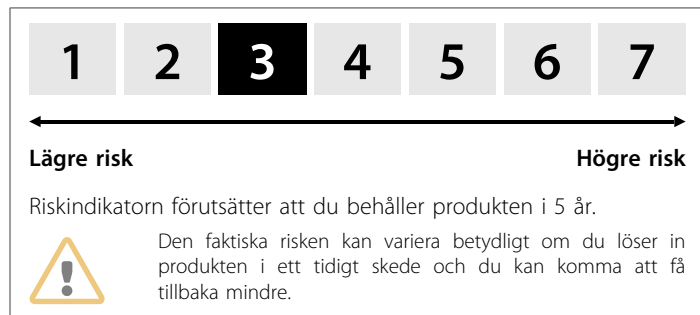 1 2 3 4 5 6 7
Lägre risk Högre risk
Riskindikatorn förutsätter att du behåller produkten i 5 år.
Den faktiska risken kan variera betydligt om du löser in
produkten i ett tidigt skede och du kan komma att få
tillbaka mindre.